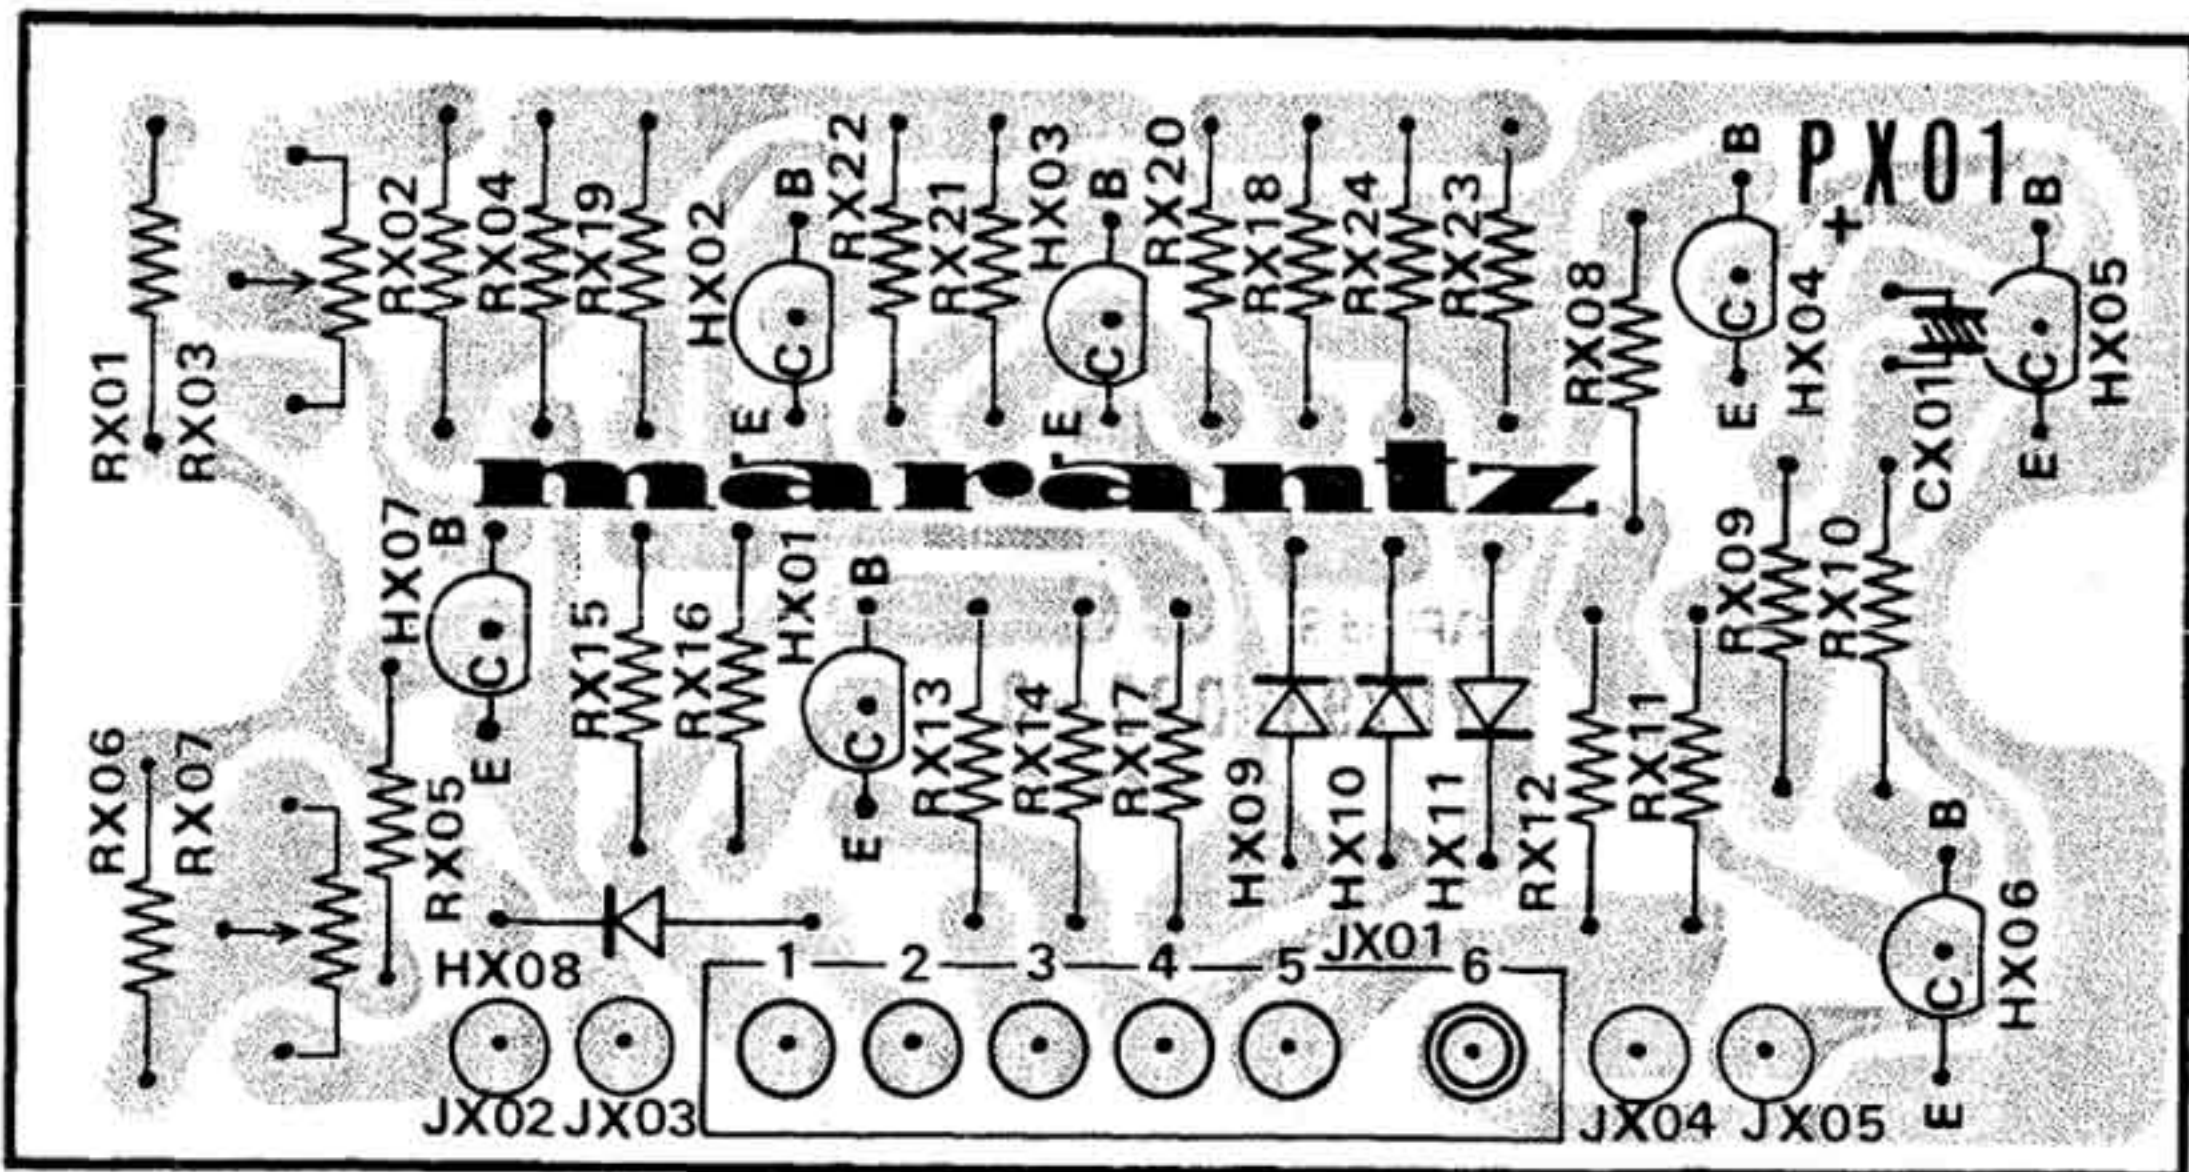 PX01
RX01
RX03
RX02
RX04
RX19
HX02
B
C
E
RX22
RX21
HX03
B
C
E
RX20
RX18
RX24
RX23
RX08
B
C
E
HX04
+
CX01
B
C
E
HX05
marantz
HX07
B
C
E
RX15
RX16
HX01
B
C
E
RX13
RX14
RX17
HX09
HX10
HX11
RX12
RX11
RX09
RX10
RX06
RX07
RX05
HX08
B
C
E
HX06
JX01
1 2 3 4 5 6
JX02 JX03
JX04 JX05